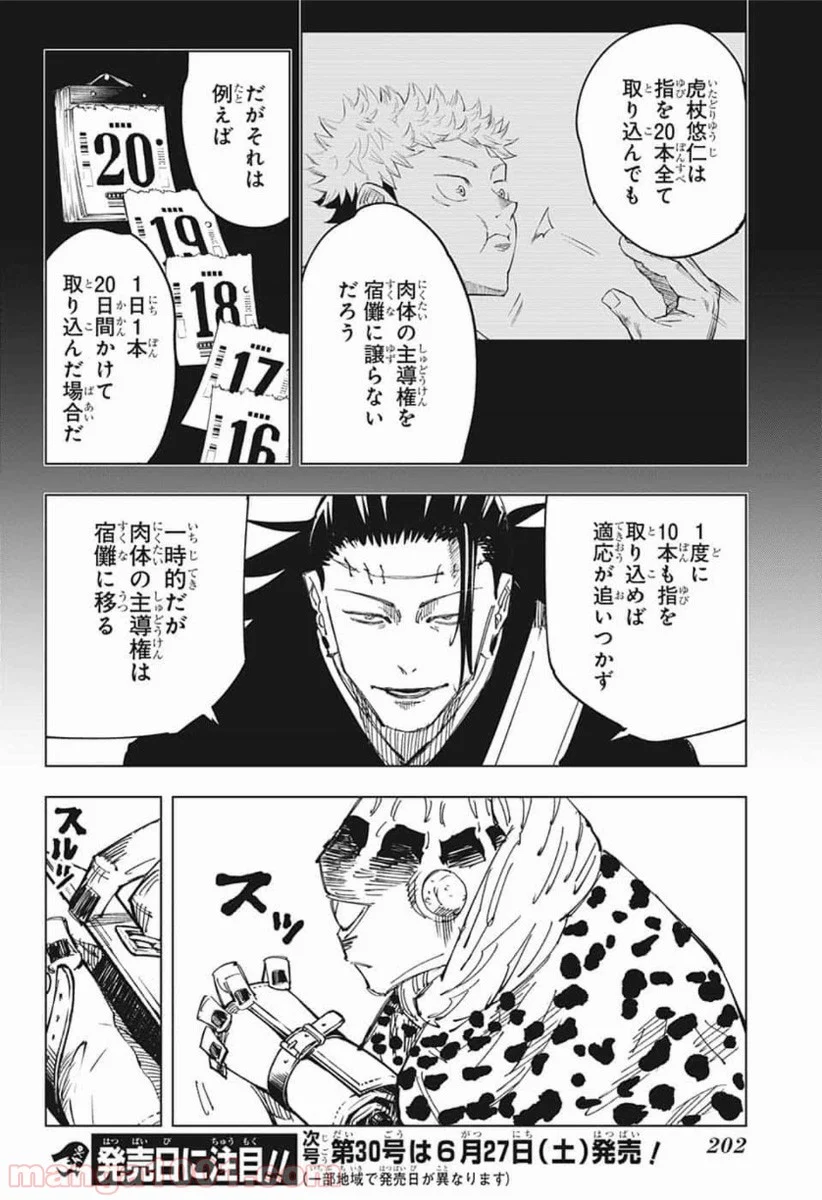 虎杖悠仁は
指を20本全て
取り込んでも
肉体の主導権を
宿儺に譲らない
だろう
だがそれは
例えば
20
19
18
17
16
1日1本
20日間かけて
取り込んだ場合だ
1度に
10本も指を
取り込めば
適応が追いつかず
一時的だが
肉体の主導権は
宿儺に移る
スッ
スルッ
発売日に注目!!
次号第30号は6月27日(土)発売!
(一部地域で発売日が異なります)
202